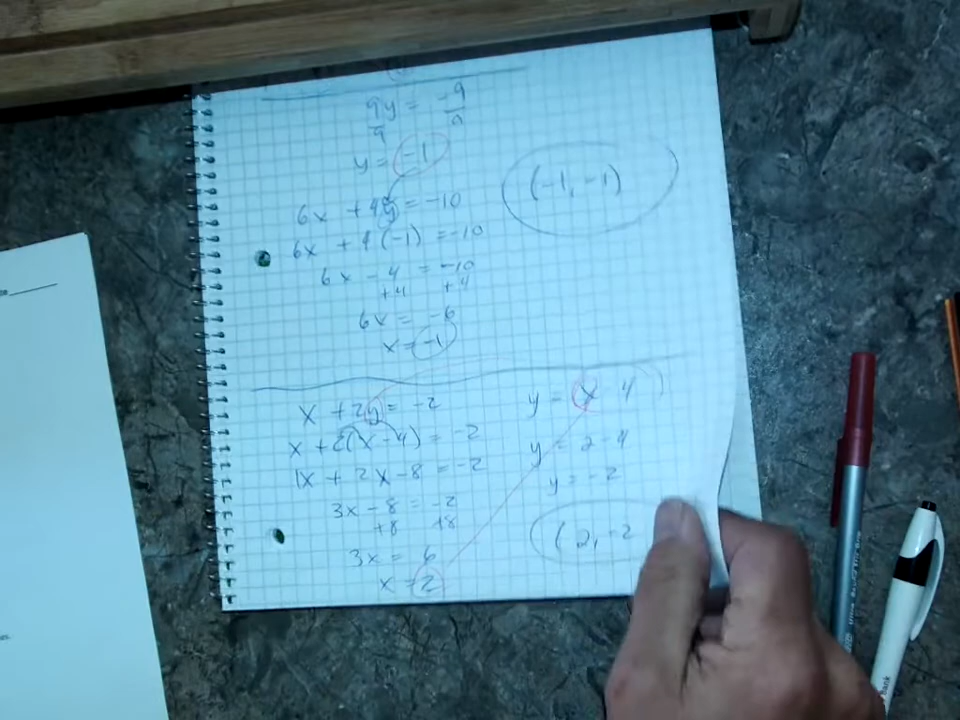 9y = -9
9 9
y = -1
(-1, -1)
6x + 4y = -10
6x + 4(-1) = -10
6x - 4 = -10
+4 +4
6x = -6
x = -1
x + 2y = -2
x + 2(x - 4) = -2
1x + 2x - 8 = -2
3x - 8 = -2
+8 +8
3x = 6
x = 2
y = x - 4
y = 2 - 4
y = -2
(2, -2
Bank